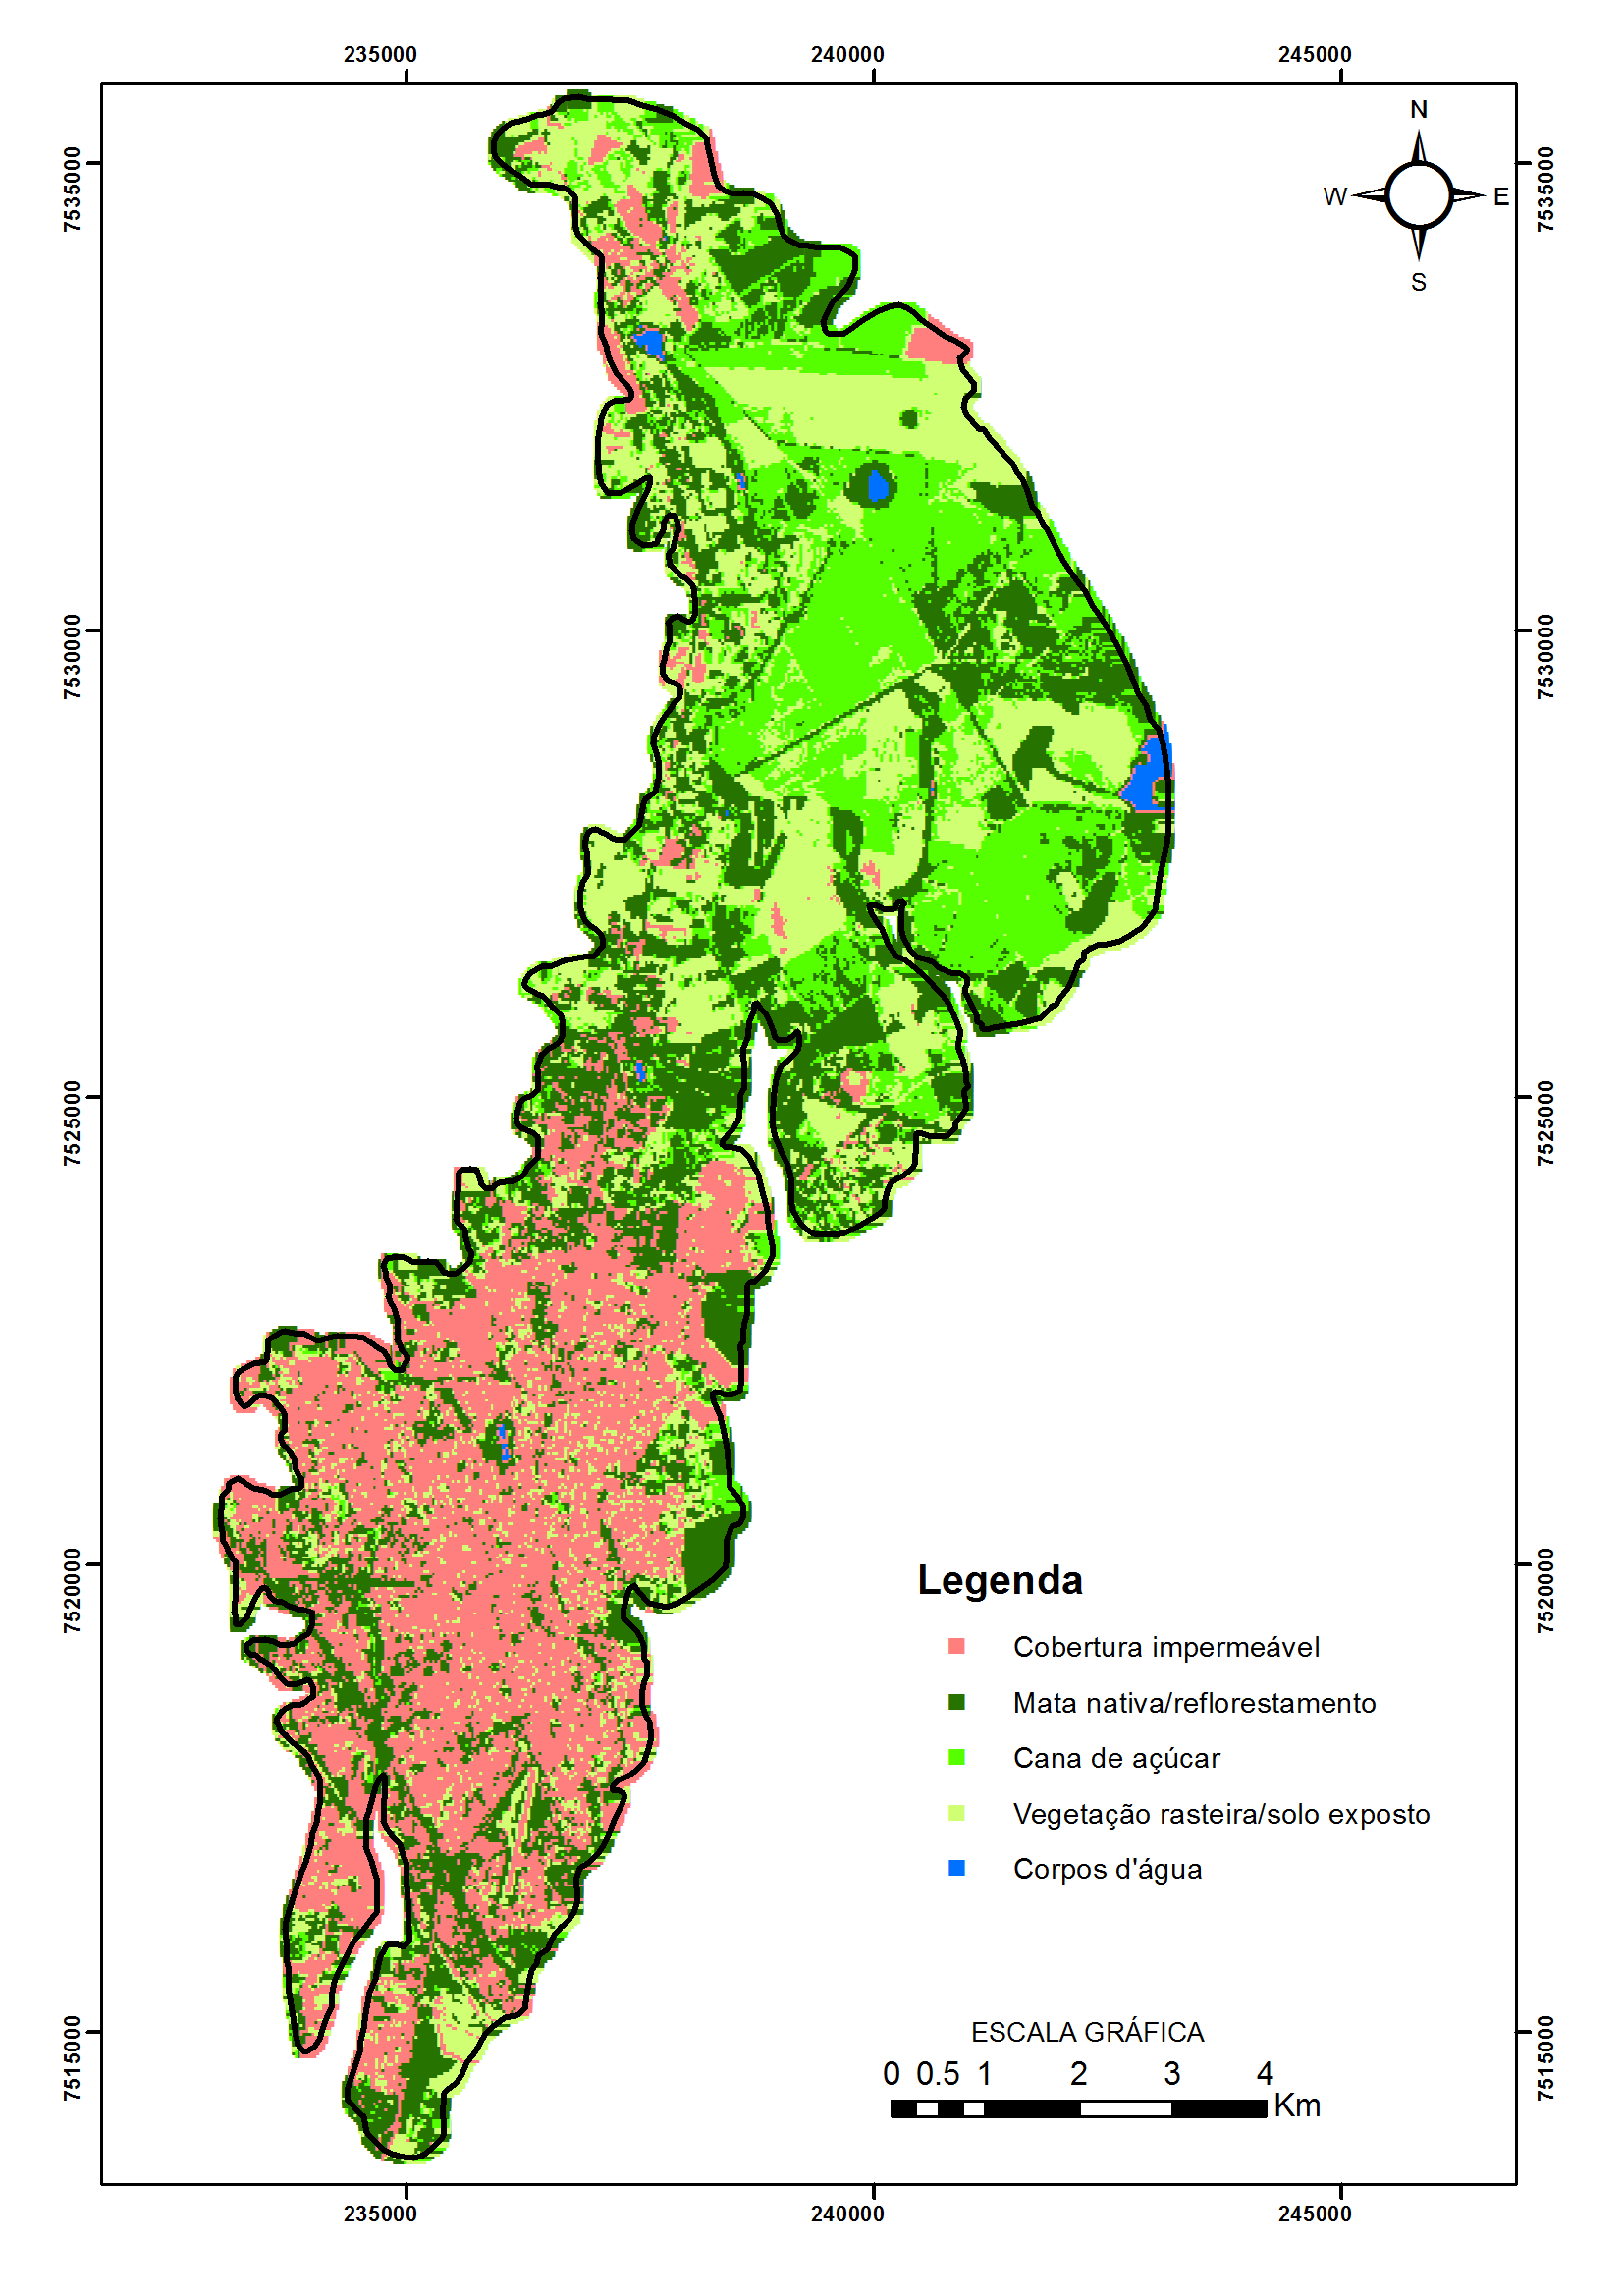 235000 240000 245000
N
W E
S
7535000 7535000
7530000 7530000
7525000 7525000
7520000 7520000
Legenda
Cobertura impermeável
Mata nativa/reflorestamento
Cana de açúcar
Vegetação rasteira/solo exposto
Corpos d'água
7515000 7515000
ESCALA GRÁFICA
0 0.5 1 2 3 4
Km
235000 240000 245000